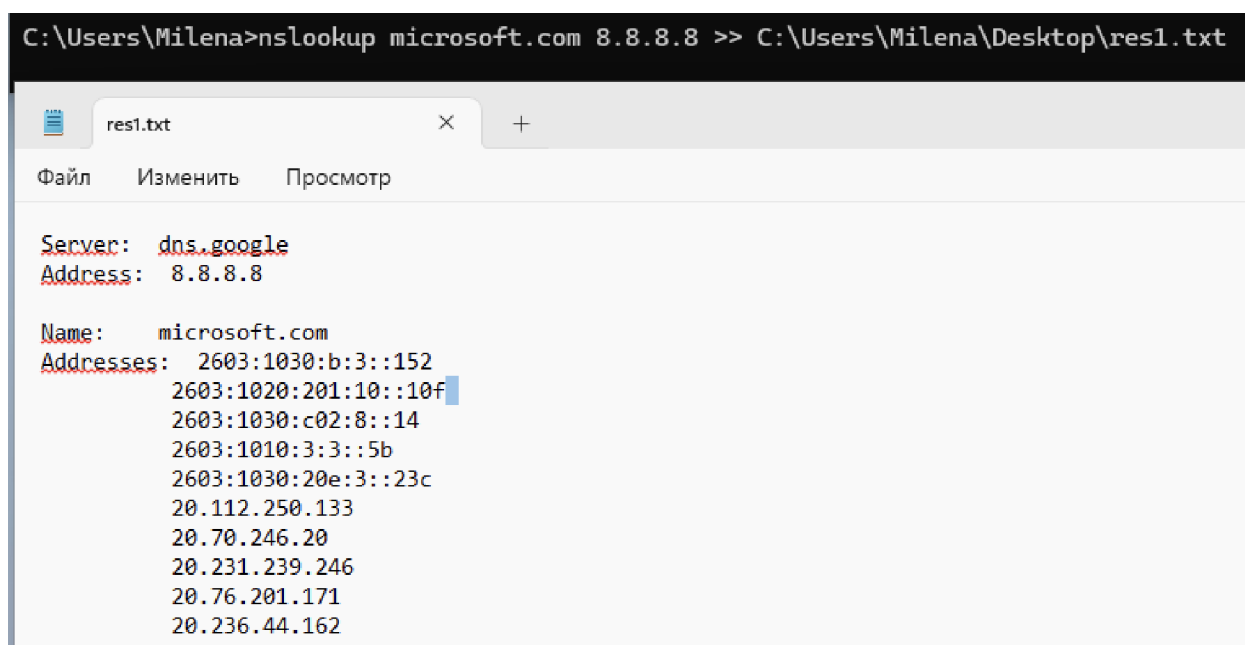 C:\Users\Milena>nslookup microsoft.com 8.8.8.8 >> C:\Users\Milena\Desktop\res1.txt
res1.txt
Файл Изменить Просмотр
Server: dns.google
Address: 8.8.8.8
Name: microsoft.com
Addresses: 2603:1030:b:3::152
2603:1020:201:10::10f
2603:1030:c02:8::14
2603:1010:3:3::5b
2603:1030:20e:3::23c
20.112.250.133
20.70.246.20
20.231.239.246
20.76.201.171
20.236.44.162